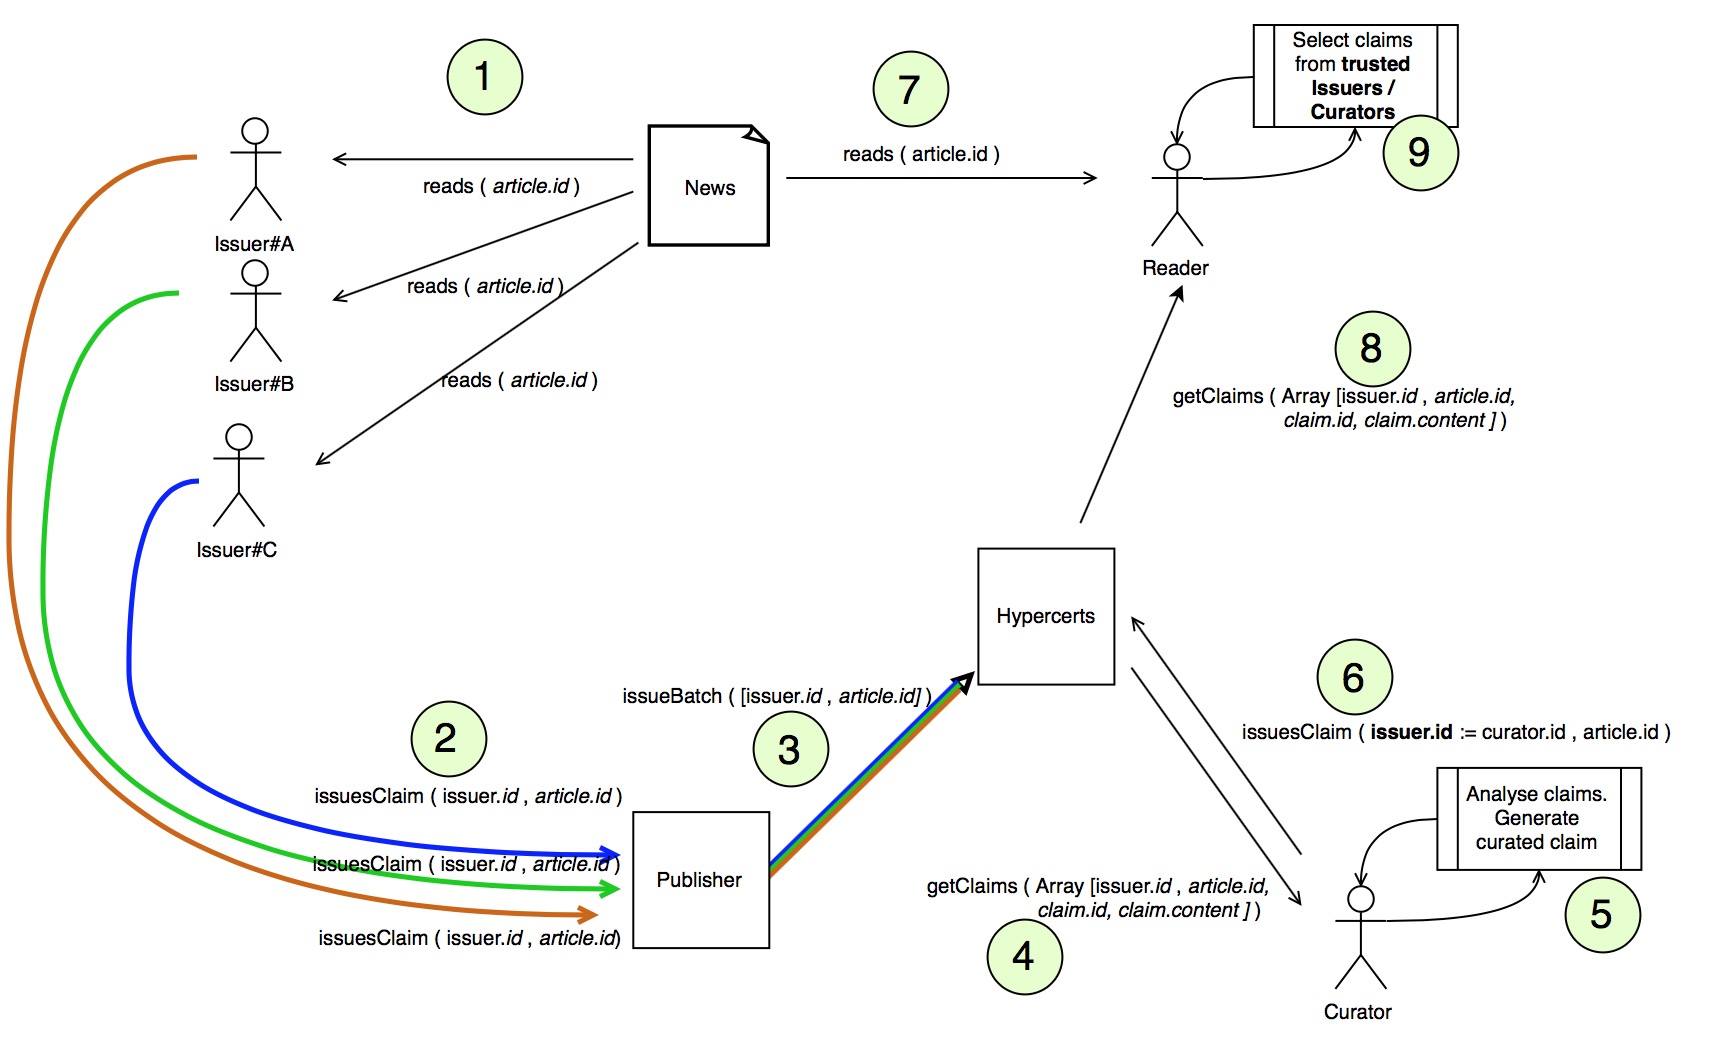 1
7
Select claims
from trusted
Issuers /
Curators
9
reads ( article.id )
reads ( article.id )
News
Issuer#A
Reader
reads ( article.id )
8
Issuer#B
reads ( article.id )
getClaims ( Array [issuer.id , article.id,
claim.id, claim.content ] )
Issuer#C
Hypercerts
6
issueBatch ( [issuer.id , article.id] )
2
3
issuesClaim ( issuer.id := curator.id , article.id )
issuesClaim ( issuer.id , article.id )
Analyse claims.
Generate
curated claim
issuesClaim ( issuer.id , article.id )
Publisher
getClaims ( Array [issuer.id , article.id,
claim.id, claim.content ] )
5
issuesClaim ( issuer.id , article.id)
4
Curator